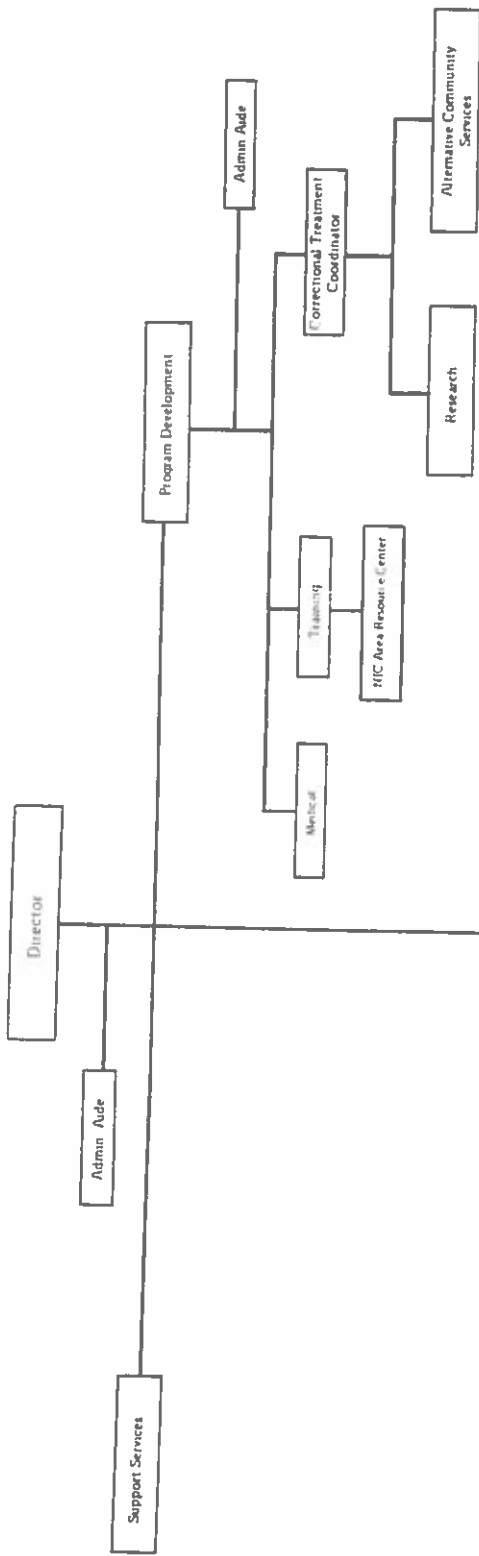 Director
Admin Aide
Support Services
Program Development
Admin Aide
Medical
Training
NIC Area Resource Center
Correctional Treatment
Coordinator
Research
Alternative Community
Services